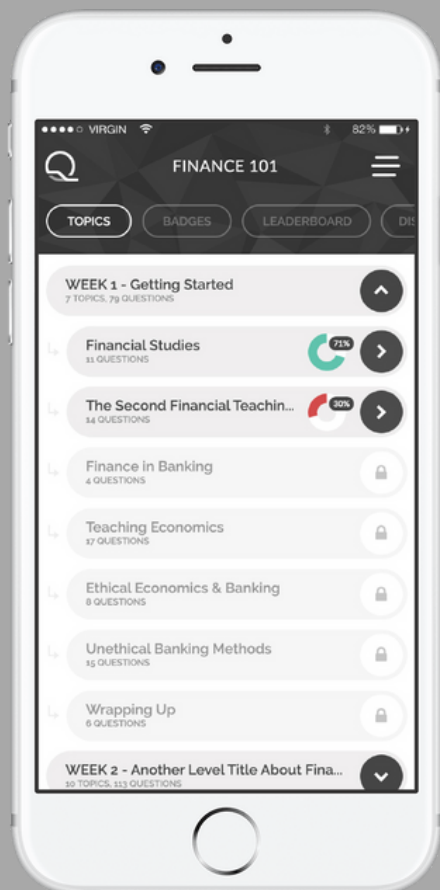 VIRGIN 82%
FINANCE 101
TOPICS BADGES LEADERBOARD DIS
WEEK 1 - Getting Started
7 TOPICS, 79 QUESTIONS
Financial Studies 71%
11 QUESTIONS
The Second Financial Teachin... 30%
14 QUESTIONS
Finance in Banking
4 QUESTIONS
Teaching Economics
17 QUESTIONS
Ethical Economics & Banking
8 QUESTIONS
Unethical Banking Methods
15 QUESTIONS
Wrapping Up
6 QUESTIONS
WEEK 2 - Another Level Title About Fina...
10 TOPICS, 113 QUESTIONS